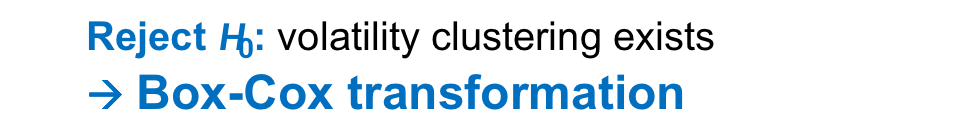 Reject H0: volatility clustering exists
→ Box-Cox transformation